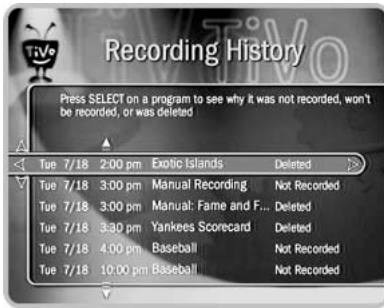 TiVo
Recording History
Press SELECT on a program to see why it was not recorded, won't
be recorded, or was deleted
Tue 7/18 2:00 pm Exotic Islands Deleted
Tue 7/18 3:00 pm Manual Recording Not Recorded
Tue 7/18 3:00 pm Manual: Fame and F... Deleted
Tue 7/18 3:30 pm Yankees Scorecard Deleted
Tue 7/18 4:00 pm Baseball Not Recorded
Tue 7/18 10:00 pm Baseball Not Recorded